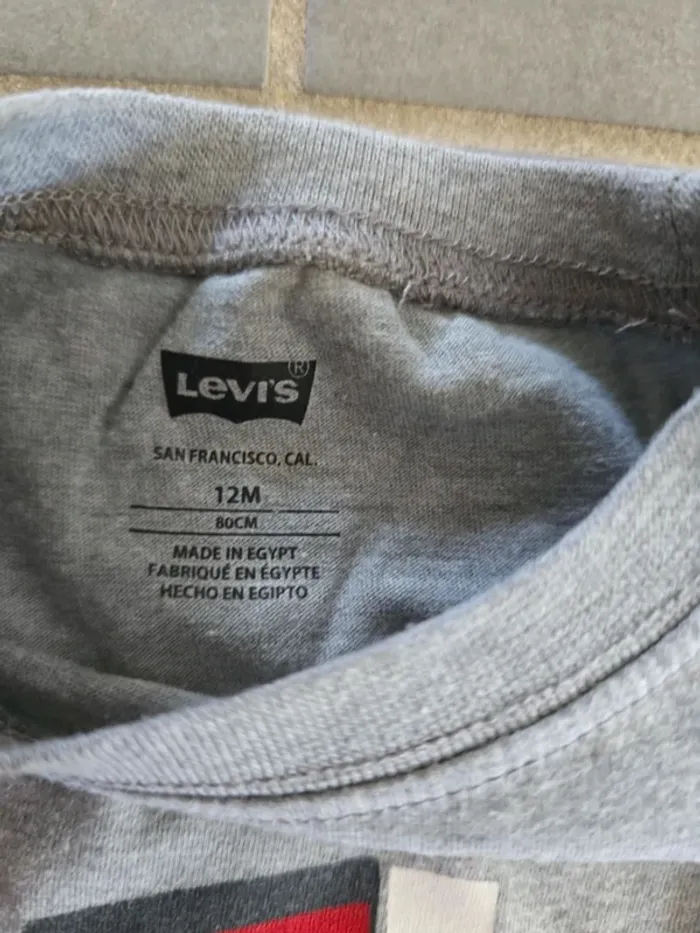 Levi's ®
SAN FRANCISCO, CAL.
12M
80CM
MADE IN EGYPT
FABRIQUÉ EN ÉGYPTE
HECHO EN EGIPTO